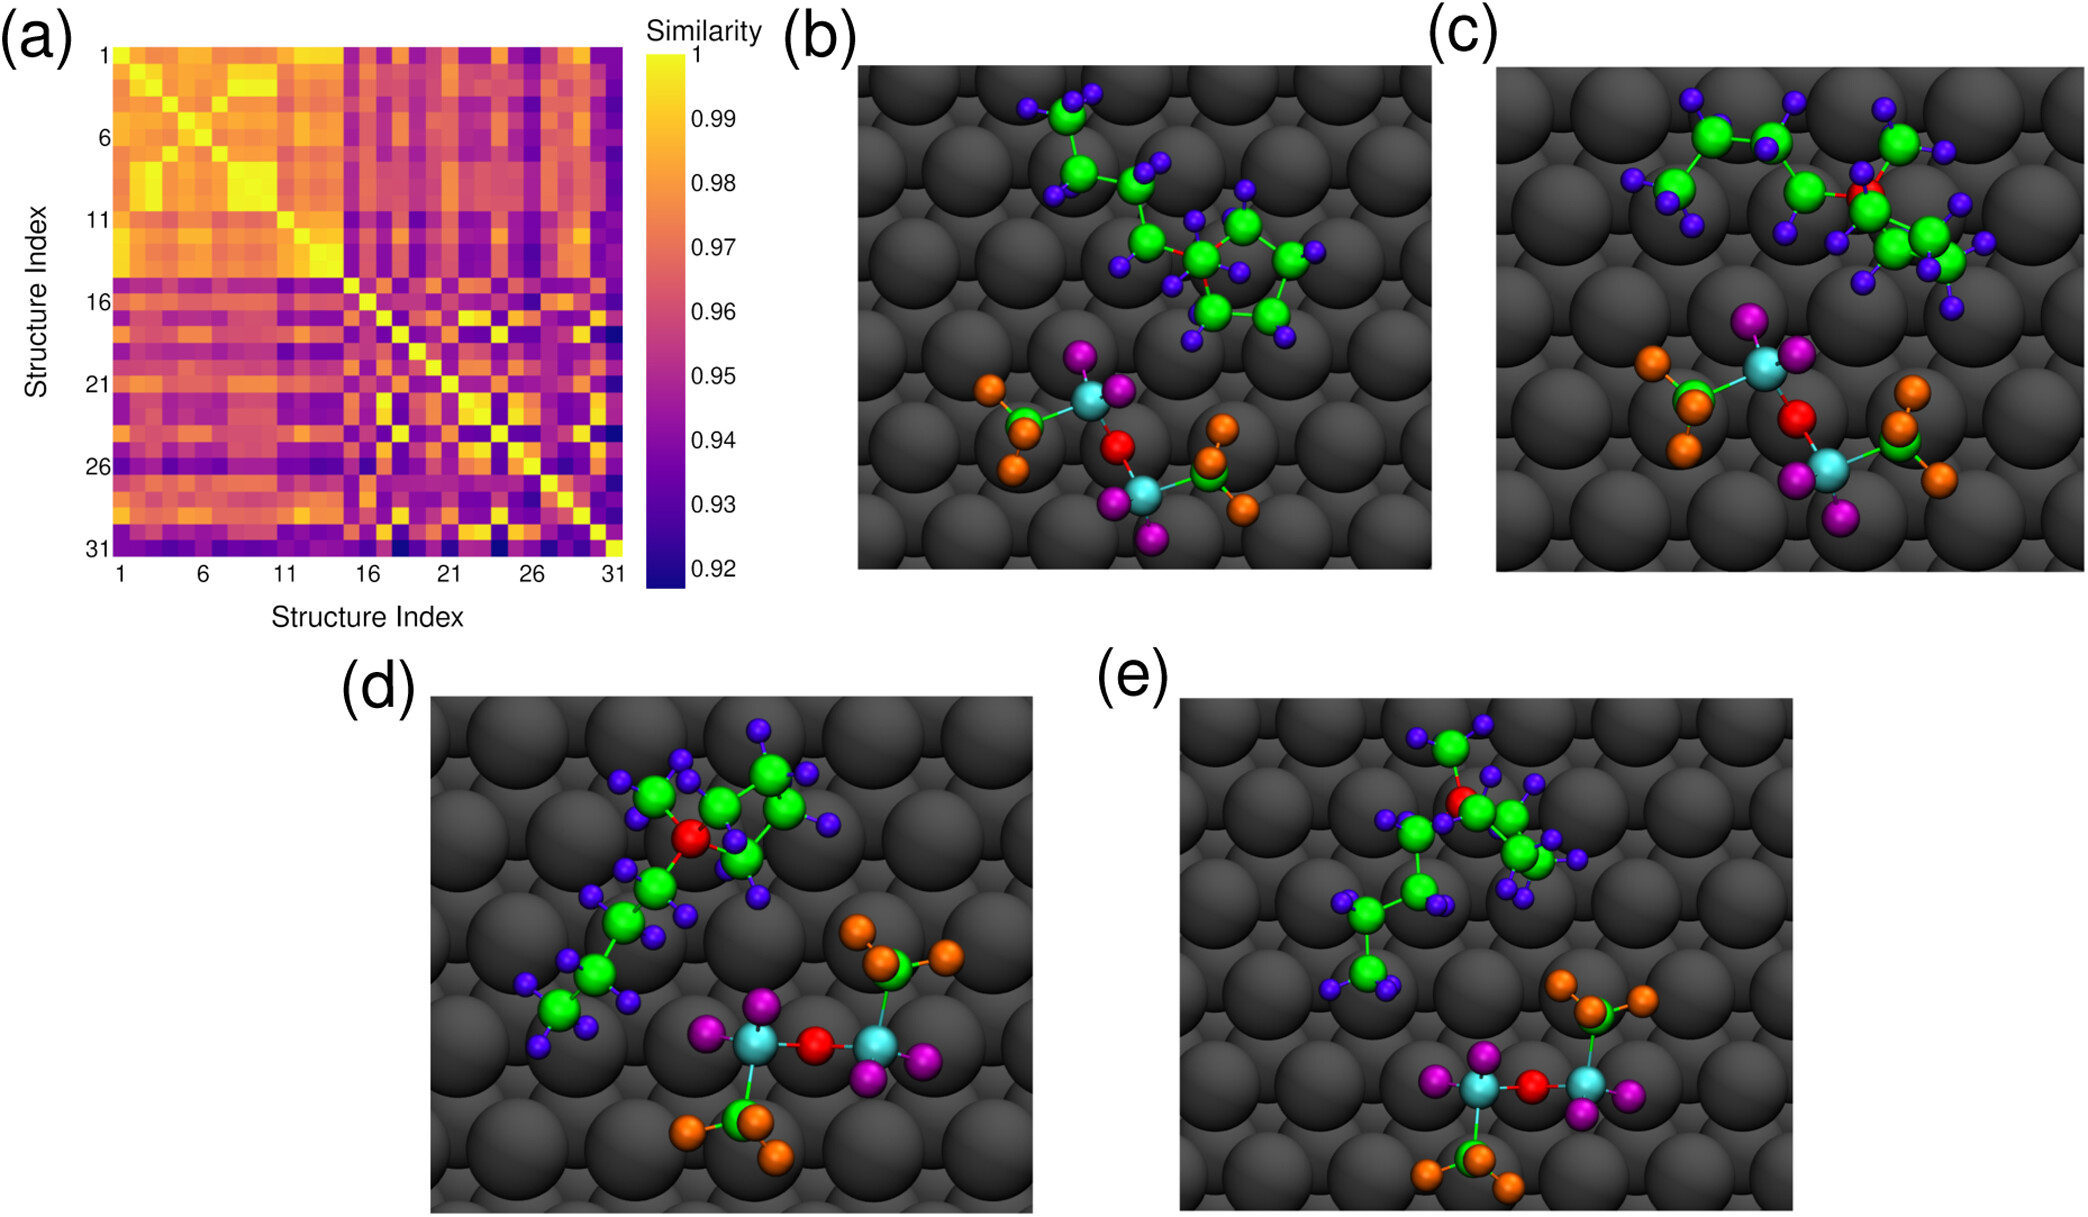 (a)
Similarity
(b)
(c)
1
6
11
16
21
26
31
Structure Index
1
6
11
16
21
26
31
Structure Index
1
0.99
0.98
0.97
0.96
0.95
0.94
0.93
0.92
(d)
(e)